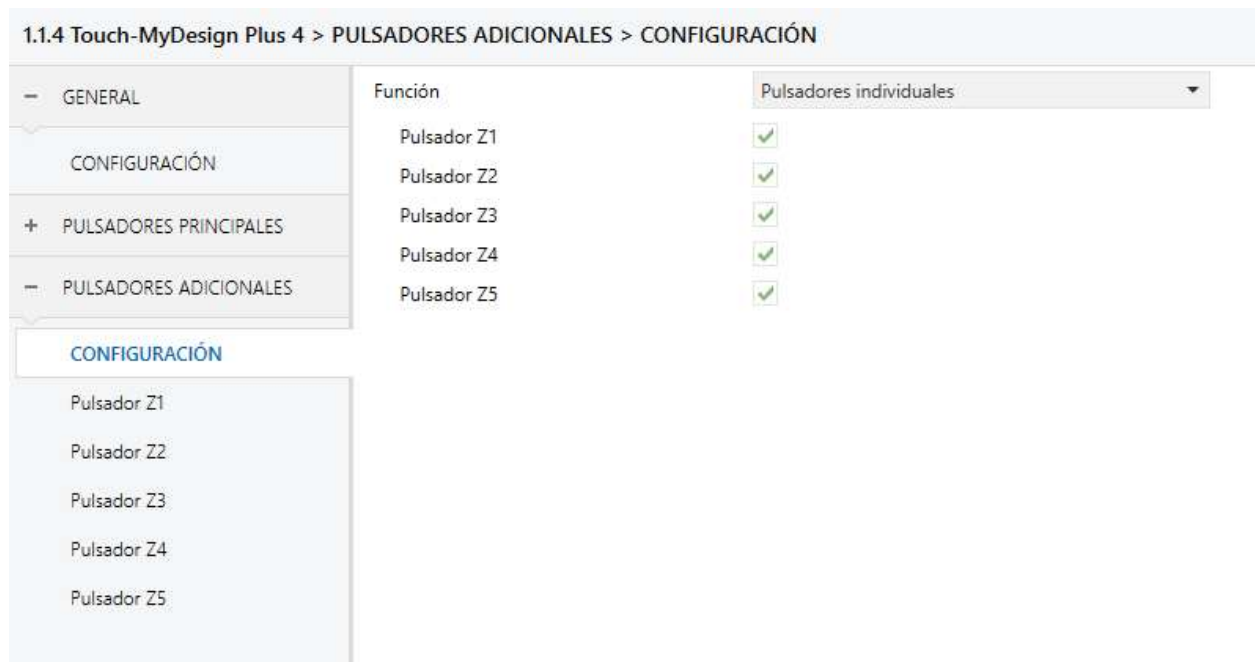 1.1.4 Touch-MyDesign Plus 4 > PULSADORES ADICIONALES > CONFIGURACIÓN
GENERAL
CONFIGURACIÓN
PULSADORES PRINCIPALES
PULSADORES ADICIONALES
CONFIGURACIÓN
Pulsador Z1
Pulsador Z2
Pulsador Z3
Pulsador Z4
Pulsador Z5
Función Pulsadores individuales
Pulsador Z1
Pulsador Z2
Pulsador Z3
Pulsador Z4
Pulsador Z5